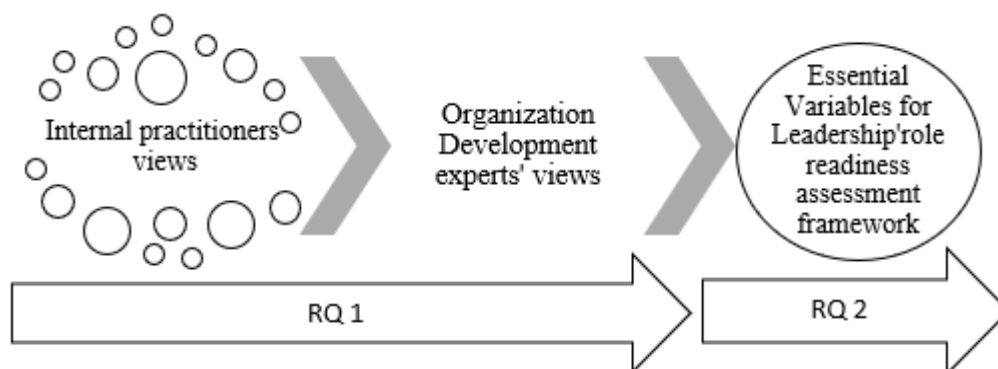 Internal practitioners
views
Organization
Development
experts' views
Essential
Variables for
Leadership'role
readiness
assessment
framework
RQ 1
RQ 2